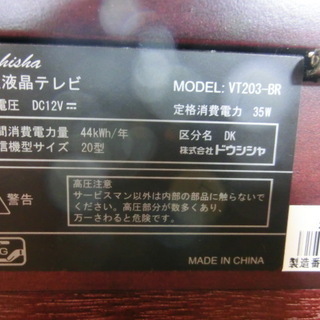 液晶テレビ
MODEL: VT203-BR
電圧 DC12V
定格消費電力 35W
間消費電力量 44kWh/年
区分名 DK
信機型サイズ 20型
株式会社ドウシシャ
警告
高圧注意
サービスマン以外は内部の部品に触らないで
ください。高圧部分が数多くあり、
万一さわると危険です。
MADE IN CHINA
製造番